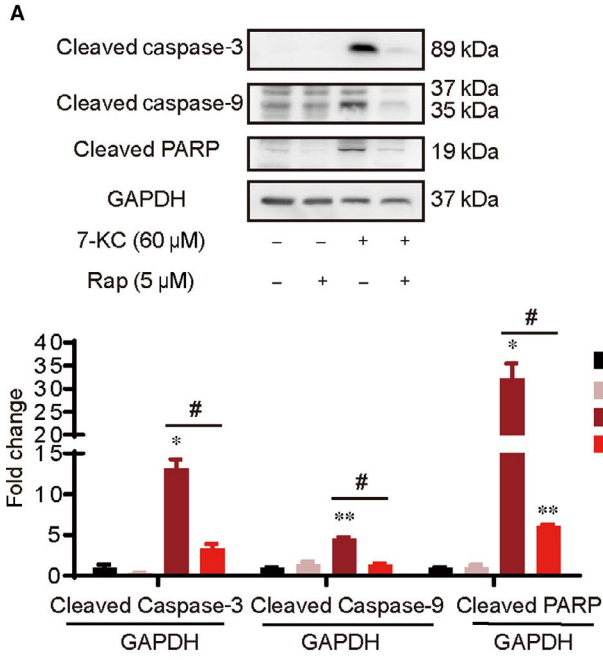 A
Cleaved caspase-3 89 kDa
Cleaved caspase-9 37 kDa
35 kDa
Cleaved PARP 19 kDa
GAPDH 37 kDa
7-KC (60 µM) – – + +
Rap (5 µM) – + – +
Fold change
40
35
30
25
20
15
10
5
0
* #
** #
* # **
Cleaved Caspase-3 Cleaved Caspase-9 Cleaved PARP
GAPDH GAPDH GAPDH